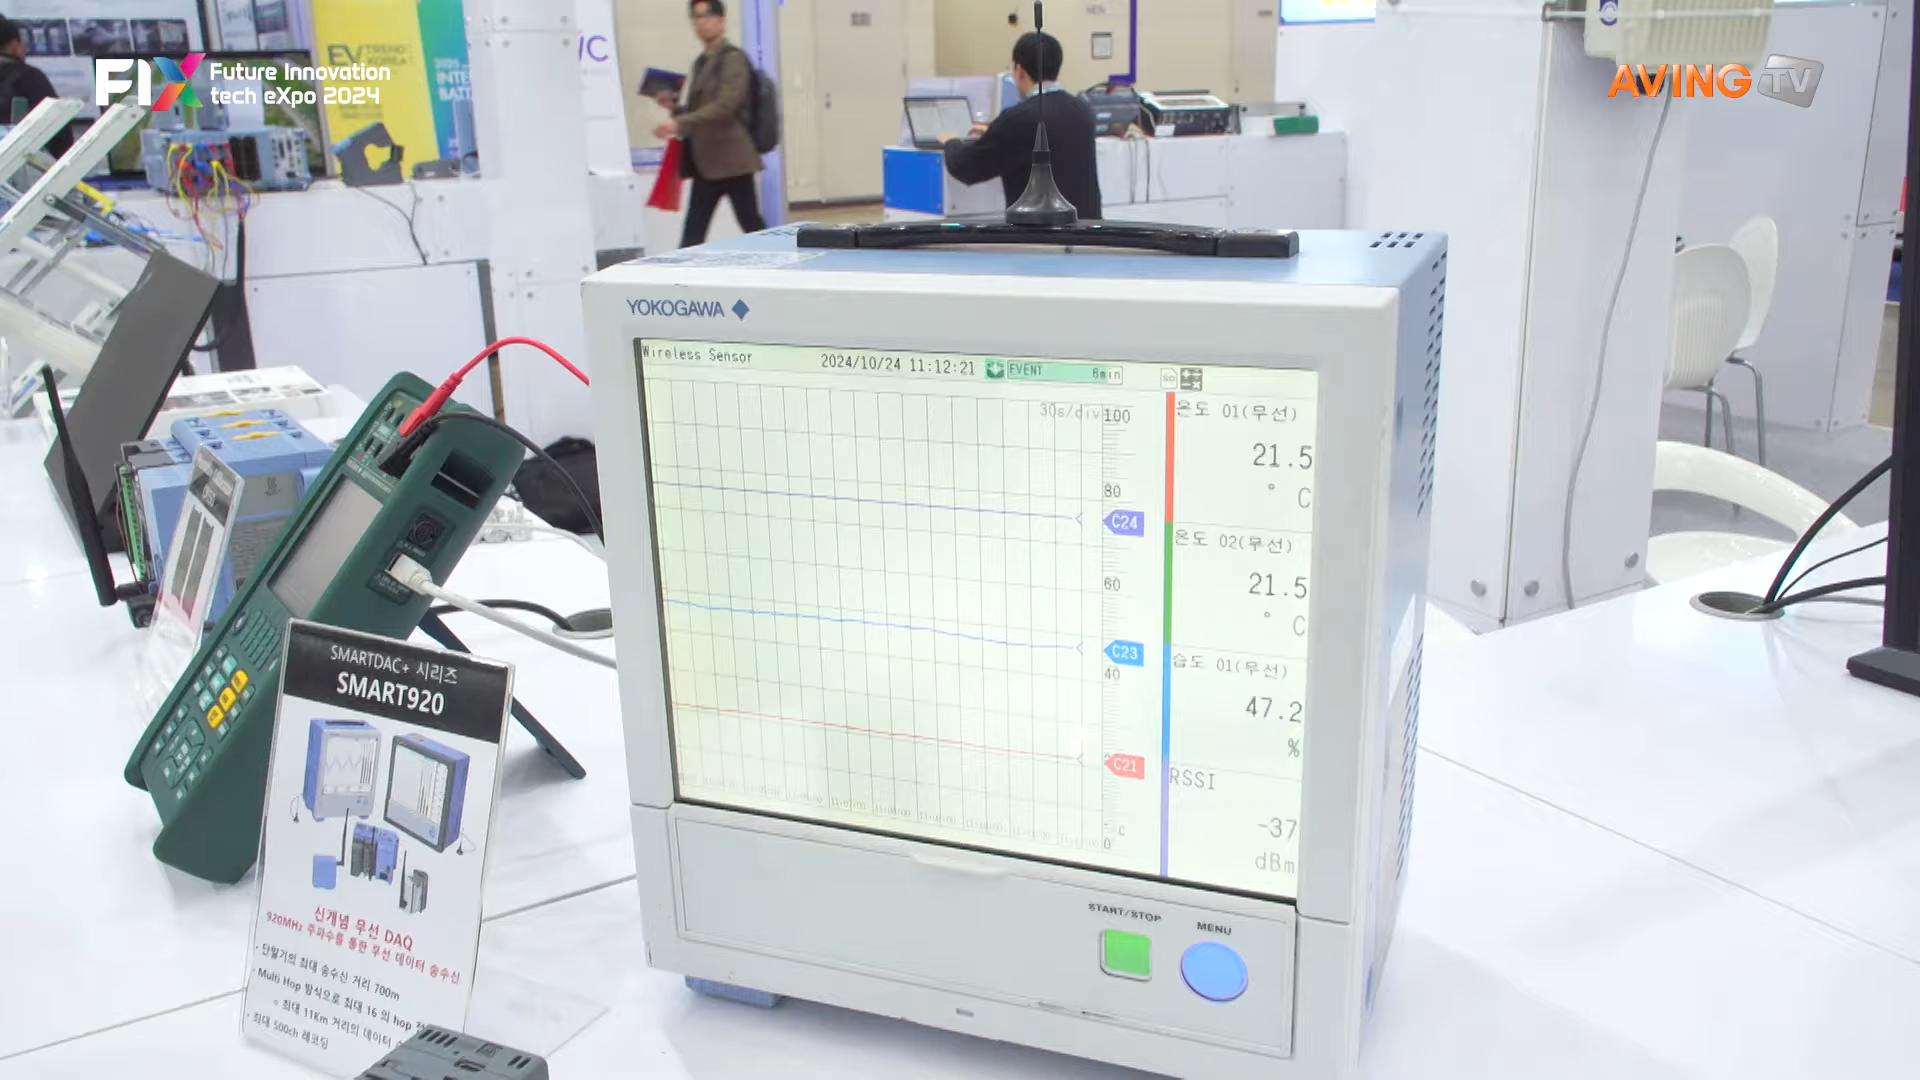 FIX Future Innovation
tech eXpo 2024
AVING TV
EV TREND
KOREA
YOKOGAWA
Wireless Sensor 2024/10/24 11:12:21 EVENT 6min
30s/div 100
80
60
40
0
C24
C23
C21
온도 01(무선)
21.5
°C
온도 02(무선)
21.5
°C
습도 01(무선)
47.2
%
RSSI
-37
dBm
START/STOP
MENU
SMARTDAC+ 시리즈
SMART920
신개념 무선 DAQ
920MHz 주파수를 통한 무선 데이터 송수신
· 단말기의 최대 송수신 거리 700m
· Multi Hop 방식으로 최대 16 의 hop
○ 최대 11Km 거리의 데이터
· 최대 500ch 레코딩